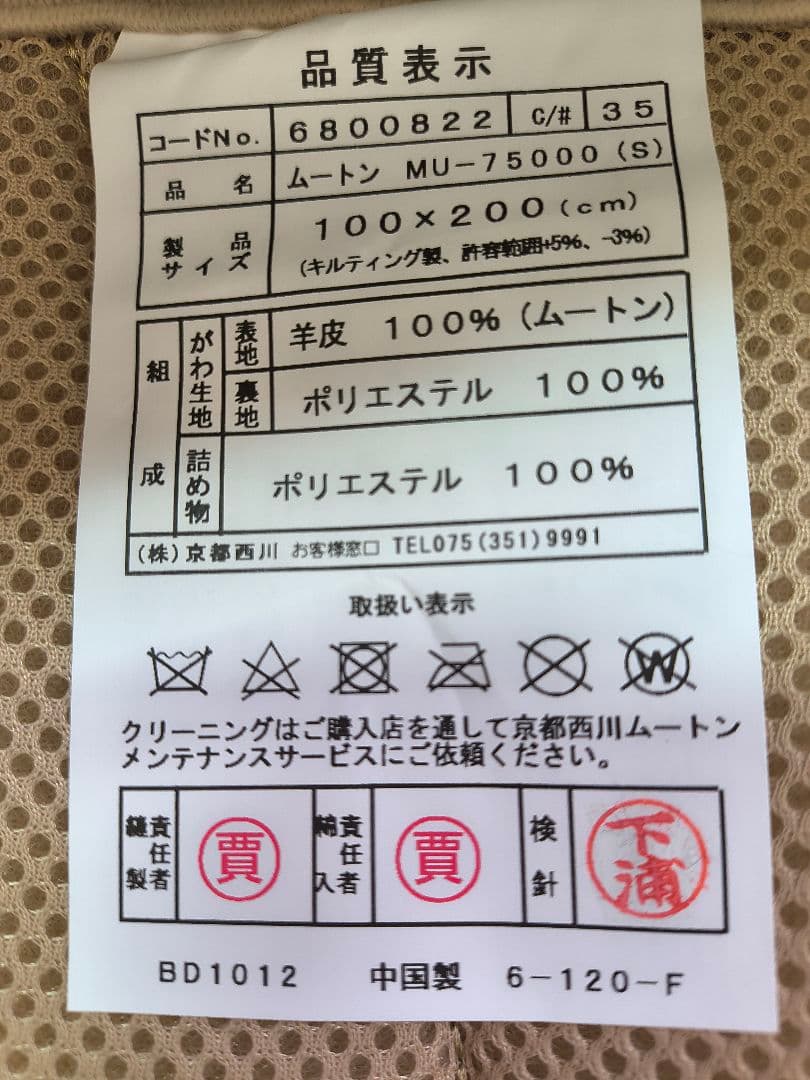 品質表示
コードNo. 6800822 C/# 35
品名 ムートン MU-75000(S)
製品サイズ 100×200(cm)
(キルティング製、許容範囲+5%、-3%)
組成 がわ生地 表地 羊皮 100%(ムートン)
裏地 ポリエステル 100%
詰め物 ポリエステル 100%
(株)京都西川 お客様窓口 TEL075(351)9991
取扱い表示
W
クリーニングはご購入店を通して京都西川ムートン
メンテナンスサービスにご依頼ください。
縫製責任者 賈 綿入責任者 賈 検針 下浦
BD1012 中国製 6-120-F